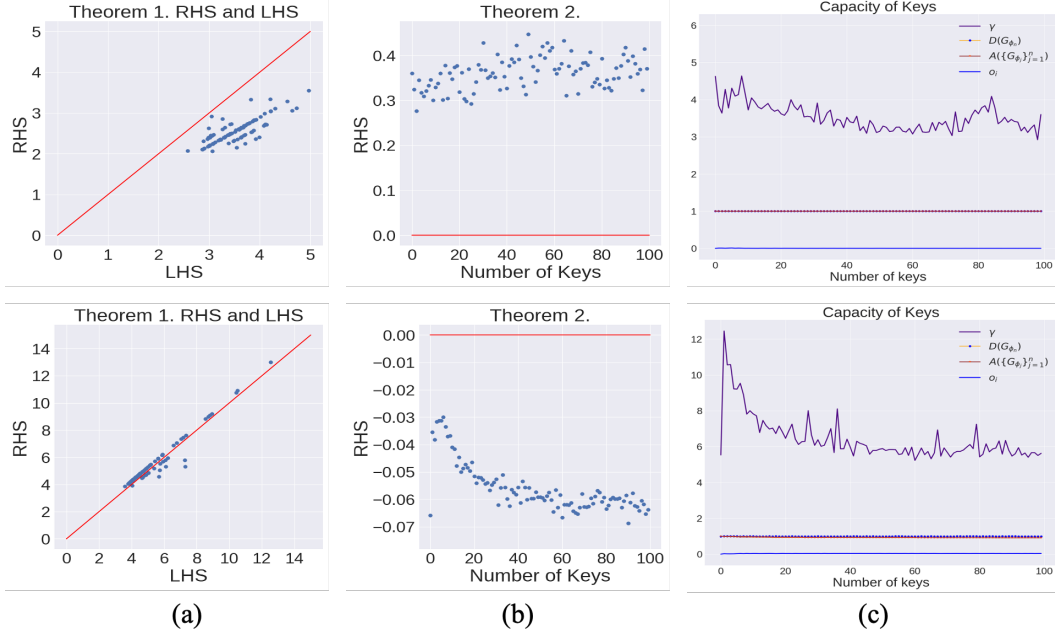 Theorem 1. RHS and LHS
5
4
3
2
1
0
RHS
0 1 2 3 4 5
LHS
Theorem 2.
0.4
0.3
0.2
0.1
0.0
RHS
0 20 40 60 80 100
Number of Keys
Capacity of Keys
γ
D(G_{ϕ_n})
A({G_{ϕ_i}}_{j=1}^n)
o_i
6
5
4
3
2
1
0
0 20 40 60 80 100
Number of keys
Theorem 1. RHS and LHS
14
12
10
8
6
4
2
0
RHS
0 2 4 6 8 10 12 14
LHS
Theorem 2.
0.00
−0.01
−0.02
−0.03
−0.04
−0.05
−0.06
−0.07
RHS
0 20 40 60 80 100
Number of Keys
Capacity of Keys
γ
D(G_{ϕ_n})
A({G_{ϕ_i}}_{j=1}^n)
o_i
12
10
8
6
4
2
0
0 20 40 60 80 100
Number of keys
(a)
(b)
(c)